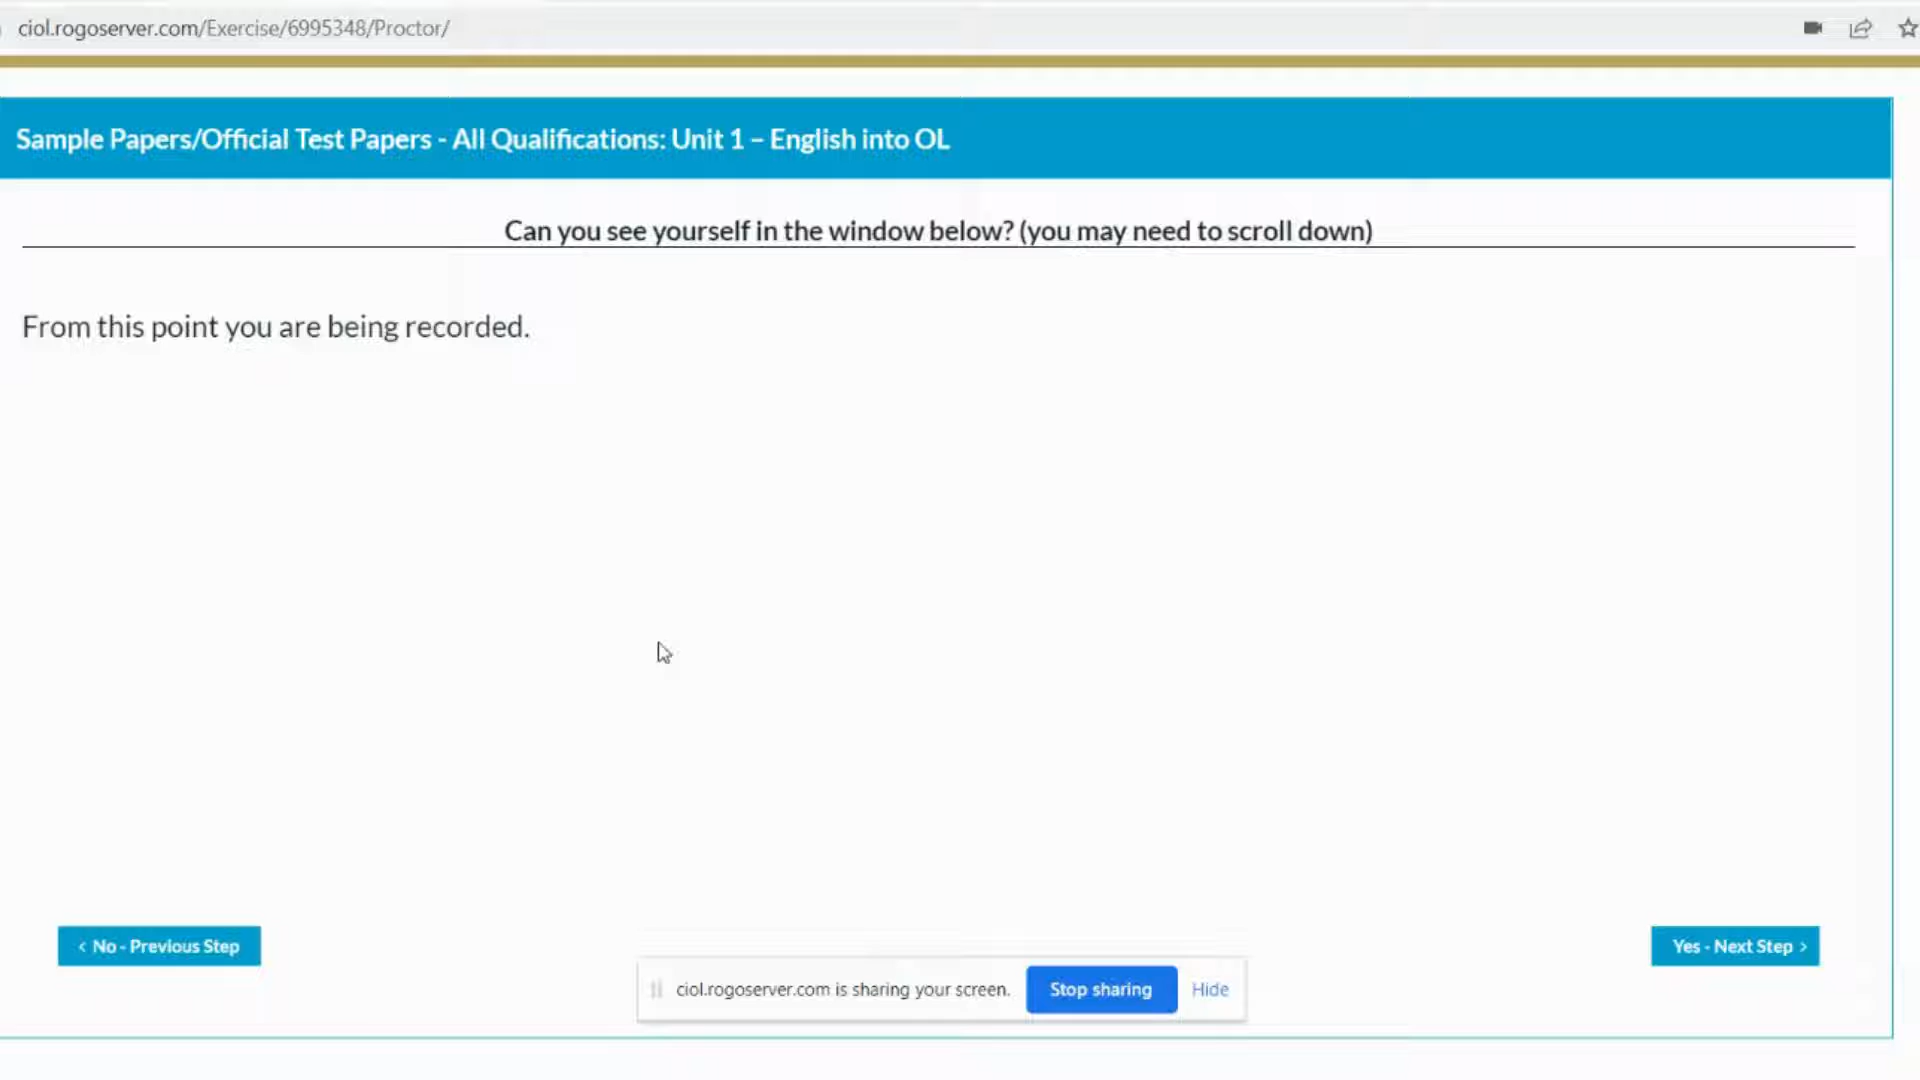 ciol.rogoserver.com/Exercise/6995348/Proctor/
Sample Papers/Official Test Papers - All Qualifications: Unit 1 – English into OL
Can you see yourself in the window below? (you may need to scroll down)
From this point you are being recorded.
< No - Previous Step
Yes - Next Step >
ciol.rogoserver.com is sharing your screen.
Stop sharing
Hide